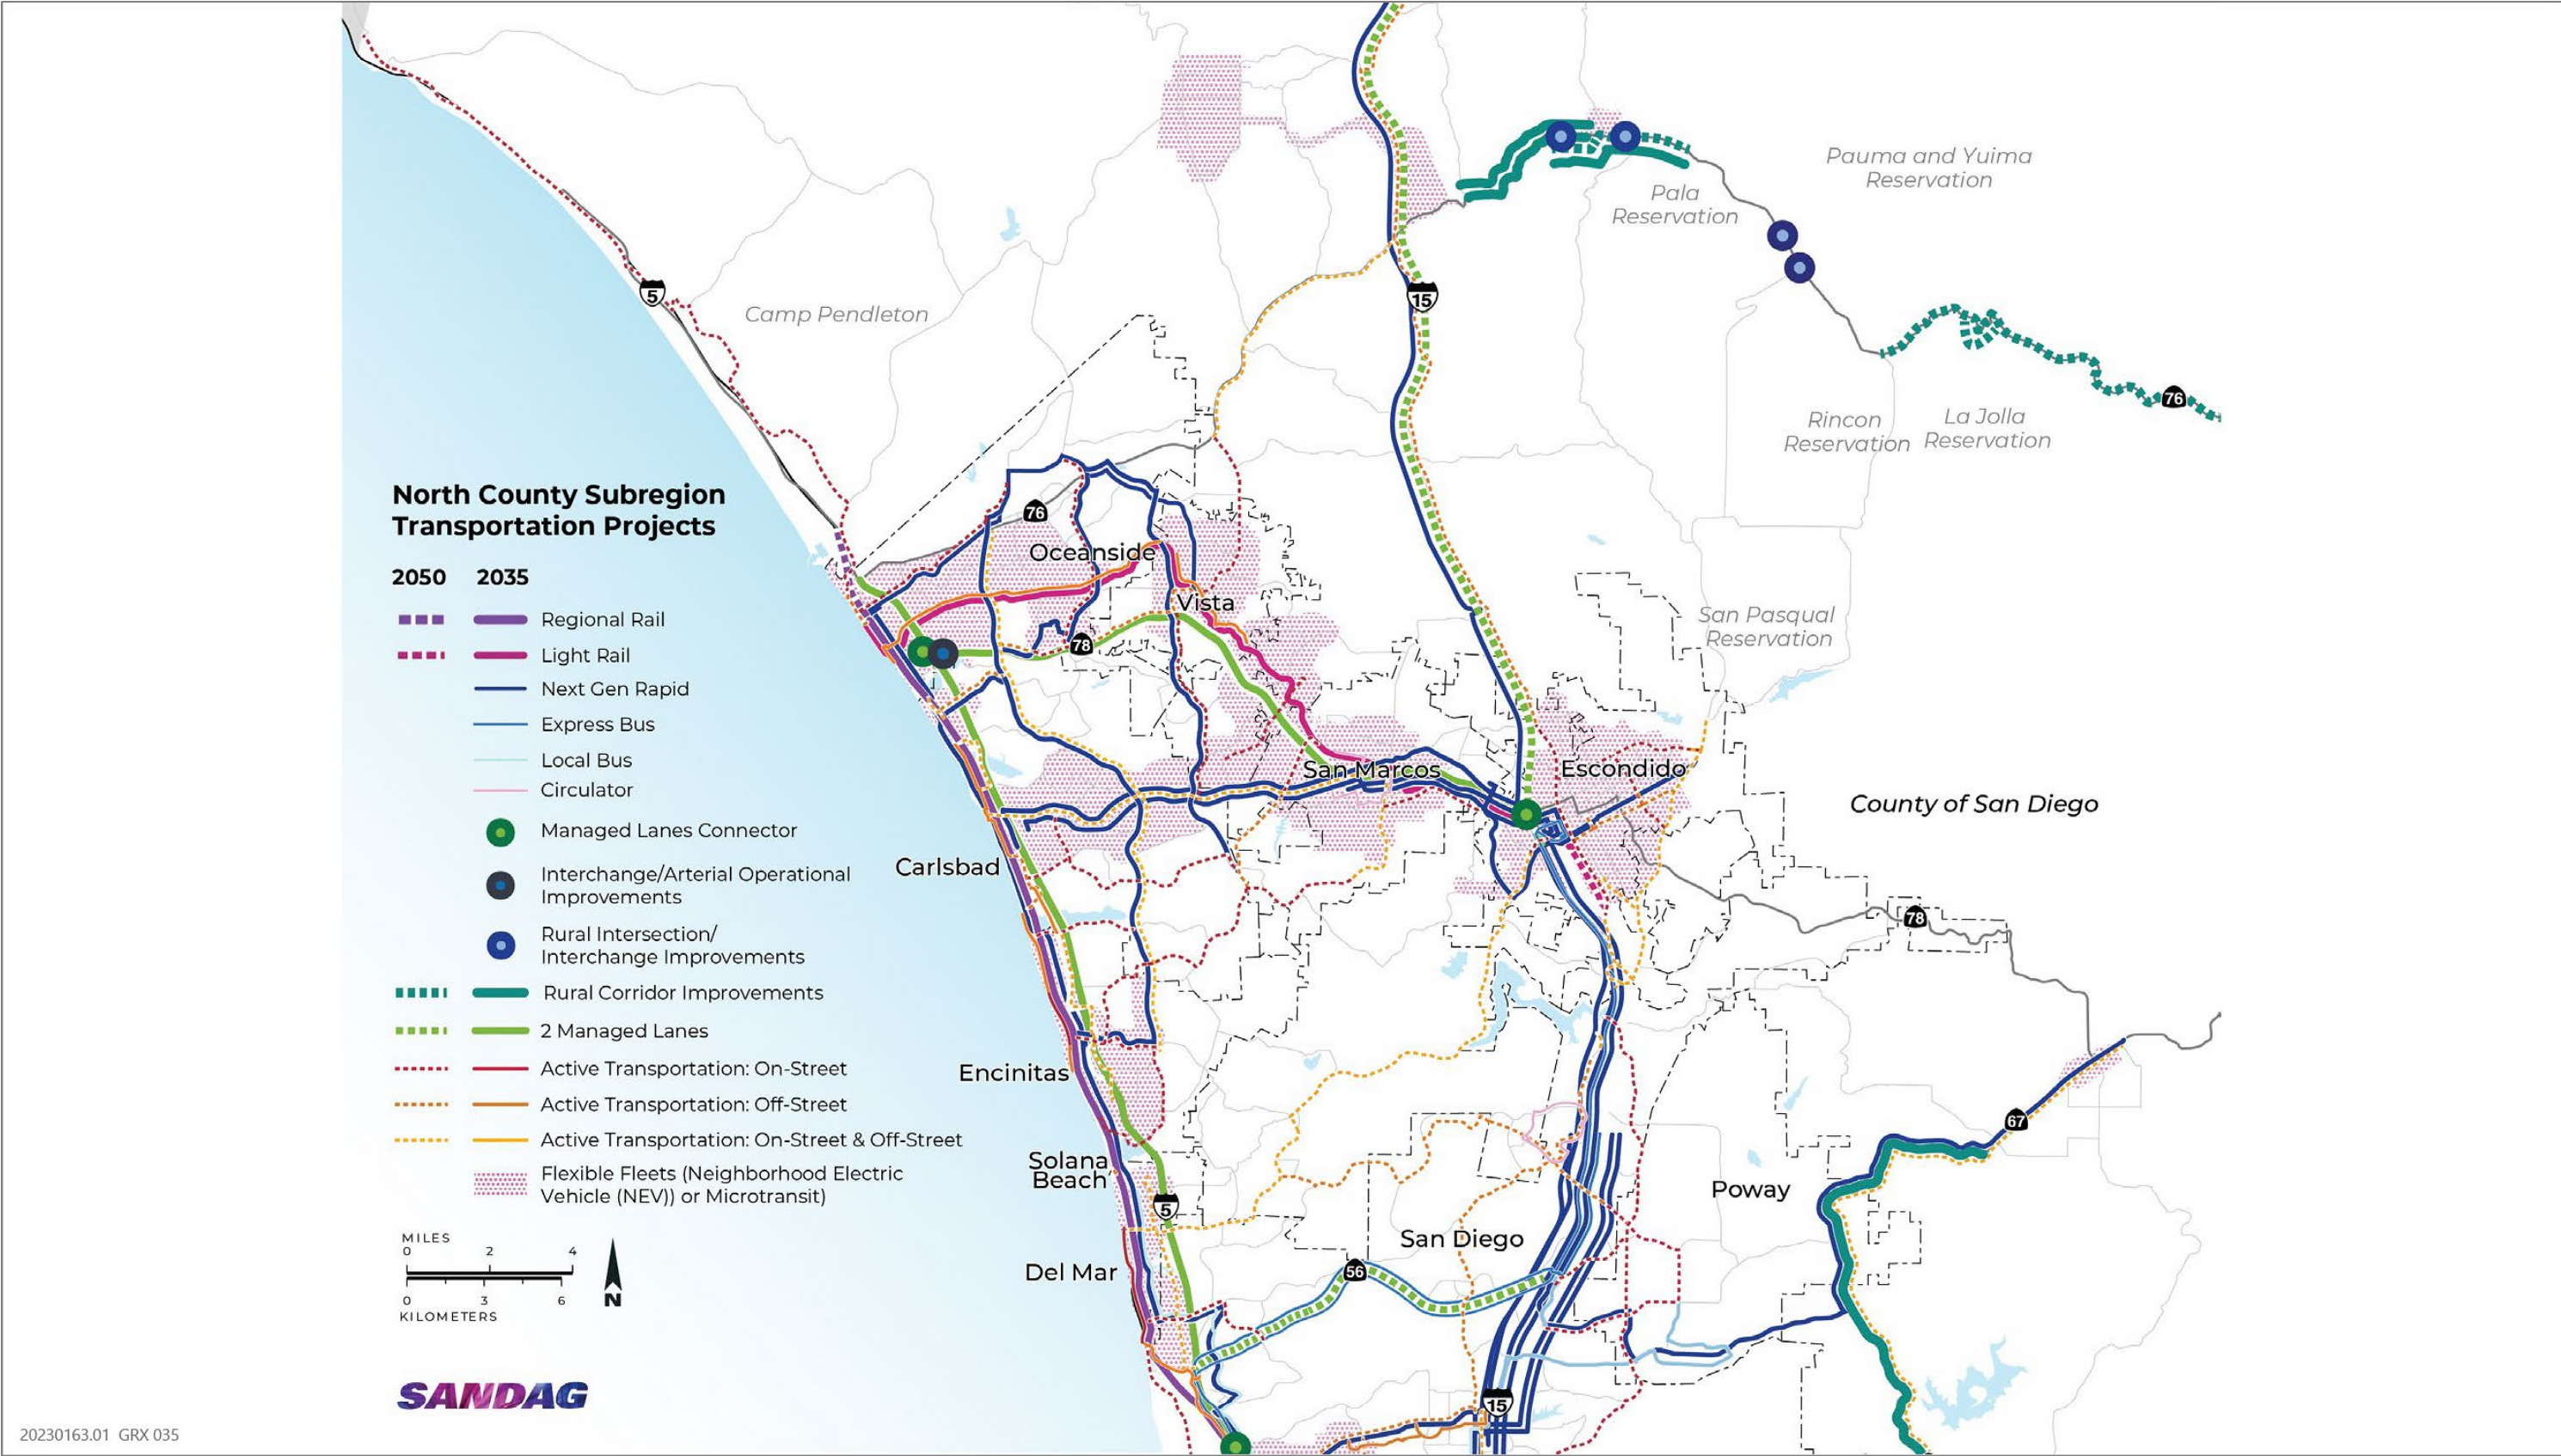 North County Subregion
Transportation Projects
2050 2035
Regional Rail
Light Rail
Next Gen Rapid
Express Bus
Local Bus
Circulator
Managed Lanes Connector
Interchange/Arterial Operational
Improvements
Rural Intersection/
Interchange Improvements
Rural Corridor Improvements
2 Managed Lanes
Active Transportation: On-Street
Active Transportation: Off-Street
Active Transportation: On-Street & Off-Street
Flexible Fleets (Neighborhood Electric
Vehicle (NEV)) or Microtransit)
MILES
0 2 4
0 3 6
KILOMETERS
N
SANDAG
20230163.01 GRX 035
Pauma and Yuima
Reservation
Pala
Reservation
5
15
Camp Pendleton
76
Rincon
Reservation
La Jolla
Reservation
76
Oceanside
Vista
78
San Pasqual
Reservation
San Marcos
Escondido
County of San Diego
Carlsbad
78
Encinitas
67
Solana
Beach
5
Poway
San Diego
Del Mar
56
15